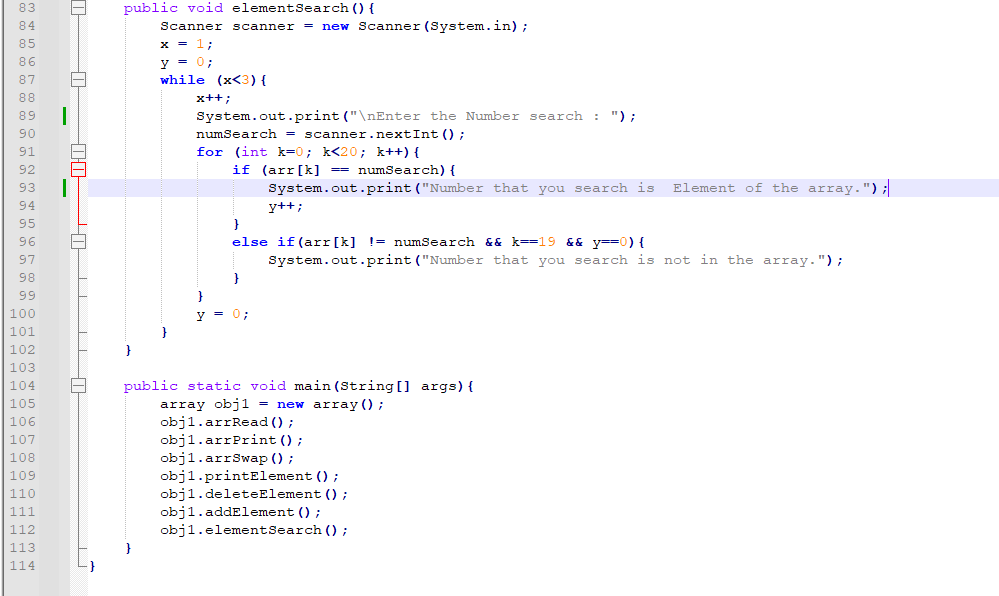 83 public void elementSearch(){
84 Scanner scanner = new Scanner(System.in);
85 x = 1;
86 y = 0;
87 while (x<3){
88 x++;
89 System.out.print("\nEnter the Number search : ");
90 numSearch = scanner.nextInt();
91 for (int k=0; k<20; k++){
92 if (arr[k] == numSearch){
93 System.out.print("Number that you search is  Element of the array.");
94 y++;
95 }
96 else if(arr[k] != numSearch && k==19 && y==0){
97 System.out.print("Number that you search is not in the array.");
98 }
99 }
100 y = 0;
101 }
102 }
103
104 public static void main(String[] args){
105 array obj1 = new array();
106 obj1.arrRead();
107 obj1.arrPrint();
108 obj1.arrSwap();
109 obj1.printElement();
110 obj1.deleteElement();
111 obj1.addElement();
112 obj1.elementSearch();
113 }
114 }